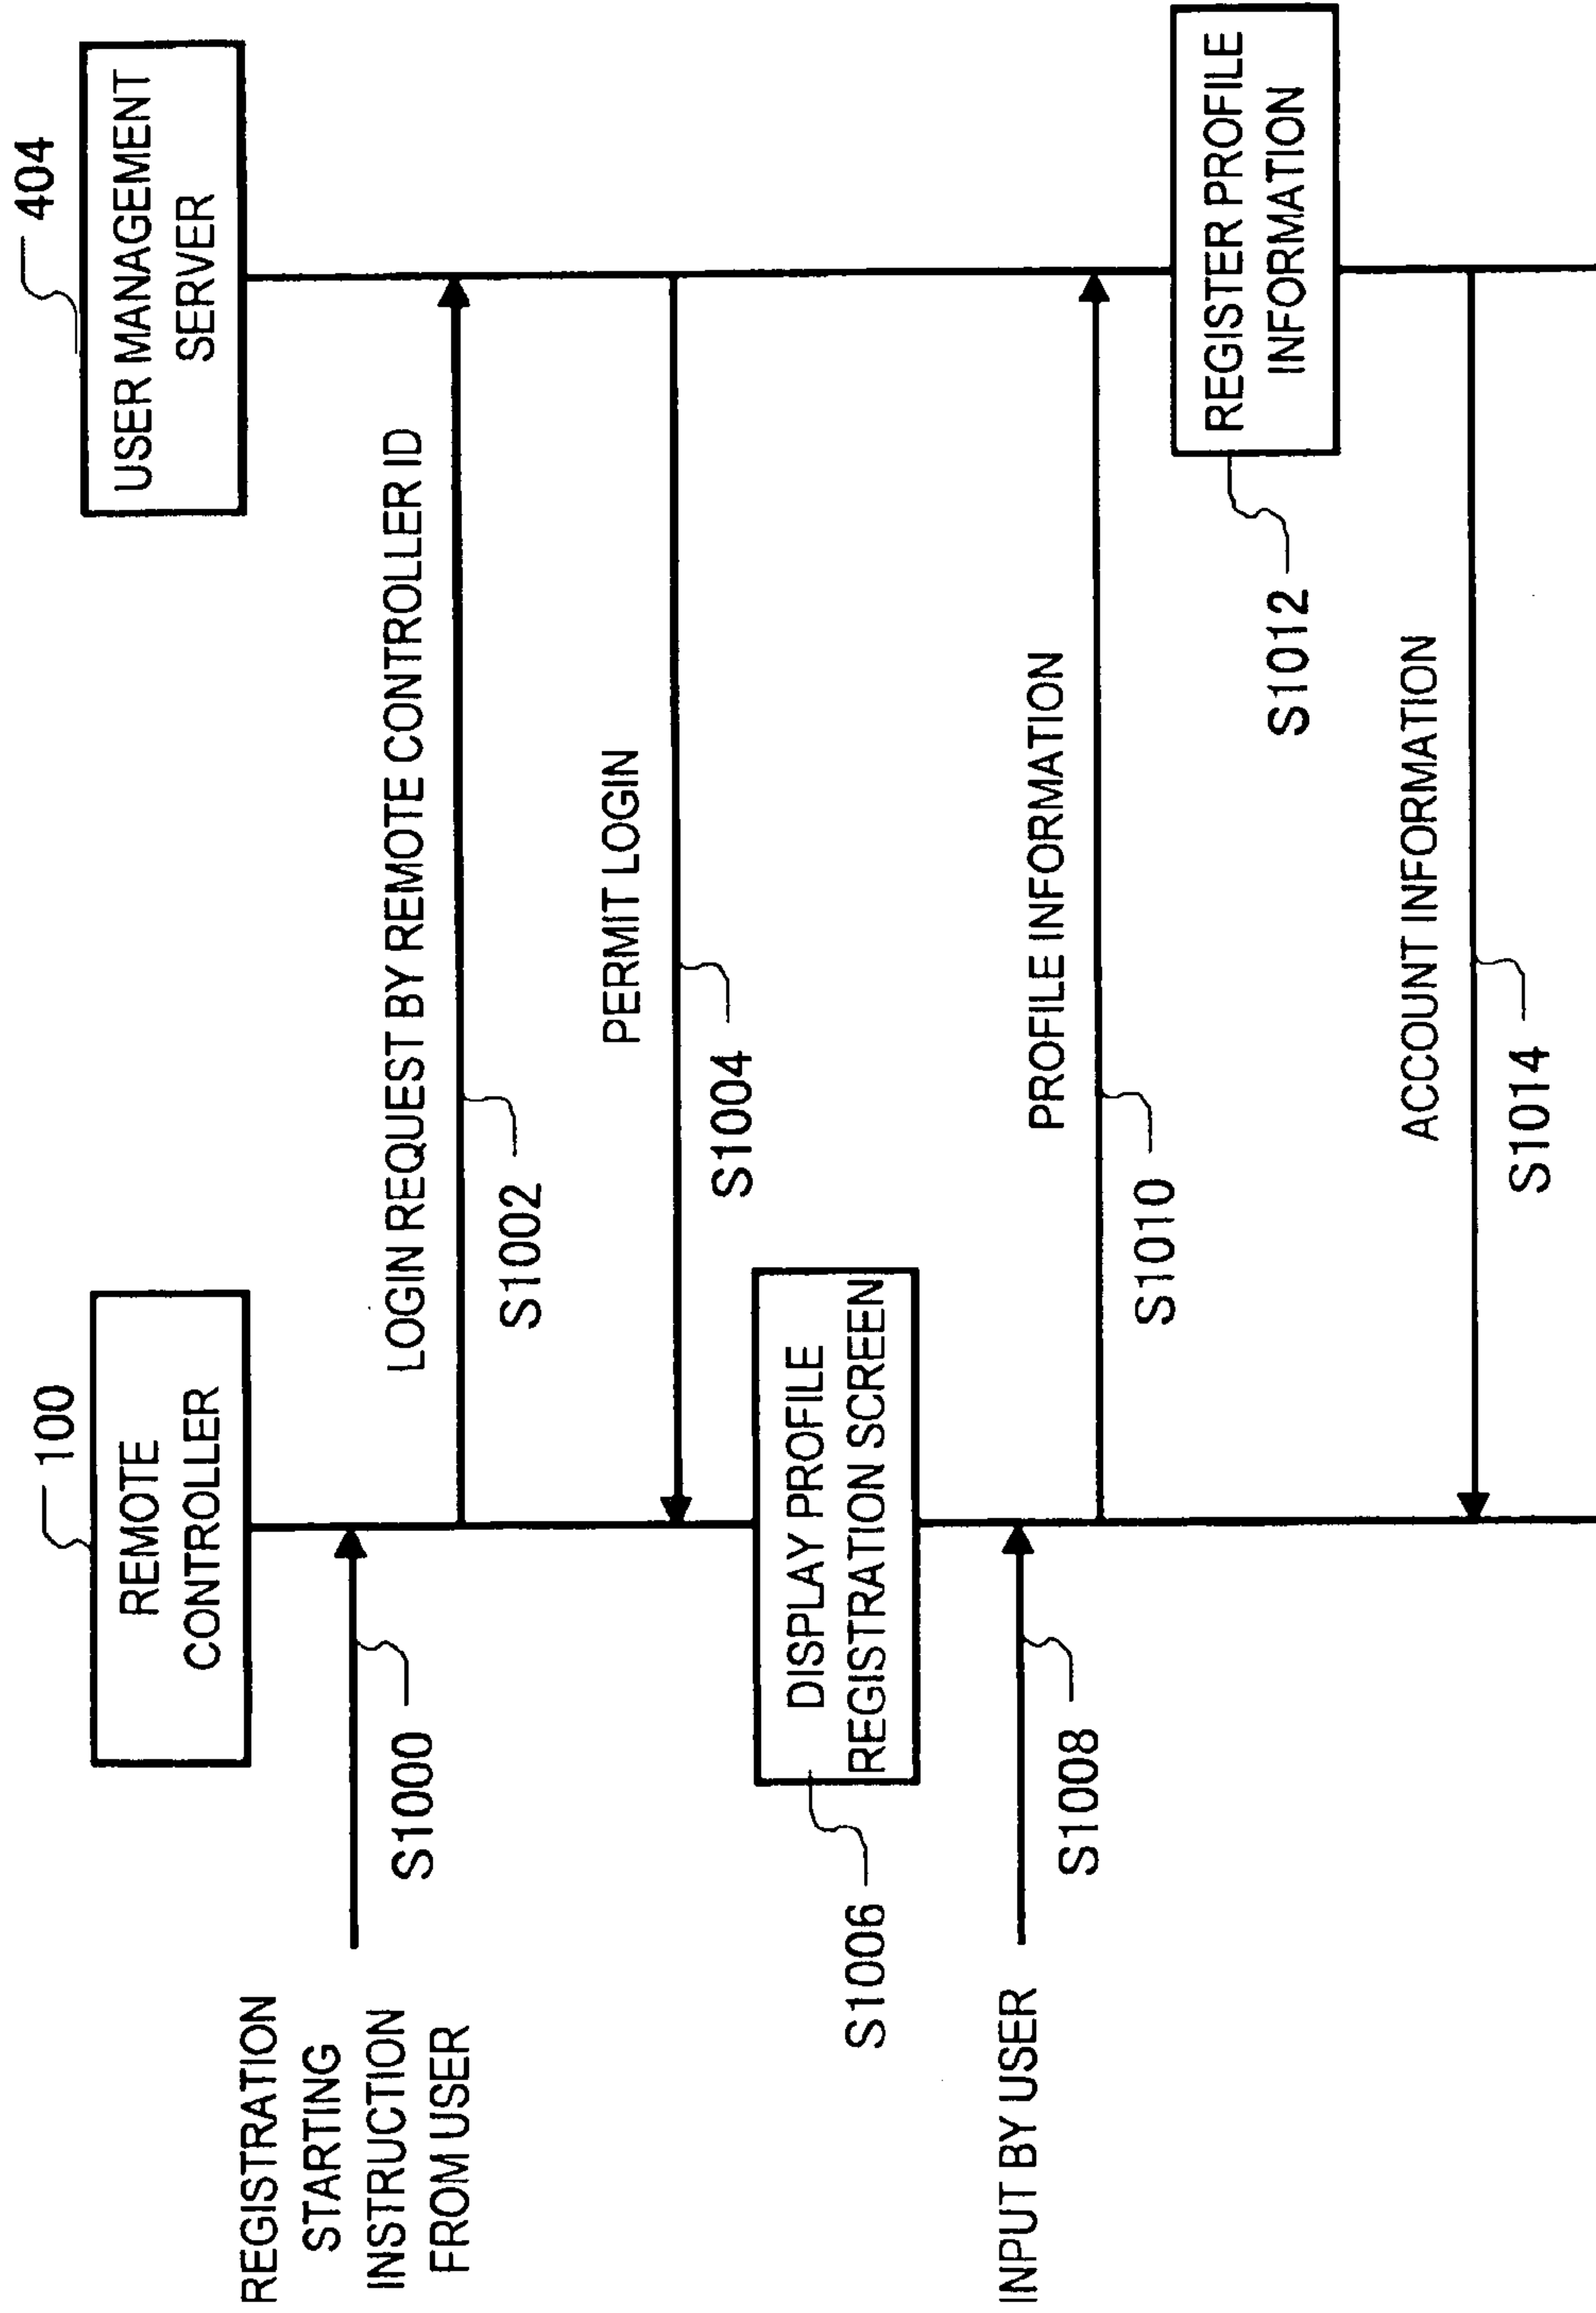 100
REMOTE
CONTROLLER
404
USER MANAGEMENT
SERVER
REGISTRATION
STARTING
INSTRUCTION
FROM USER
S1000
LOGIN REQUEST BY REMOTE CONTROLLER ID
S1002
PERMIT LOGIN
S1004
DISPLAY PROFILE
REGISTRATION SCREEN
S1006
INPUT BY USER
S1008
PROFILE INFORMATION
S1010
REGISTER PROFILE
INFORMATION
S1012
ACCOUNT INFORMATION
S1014